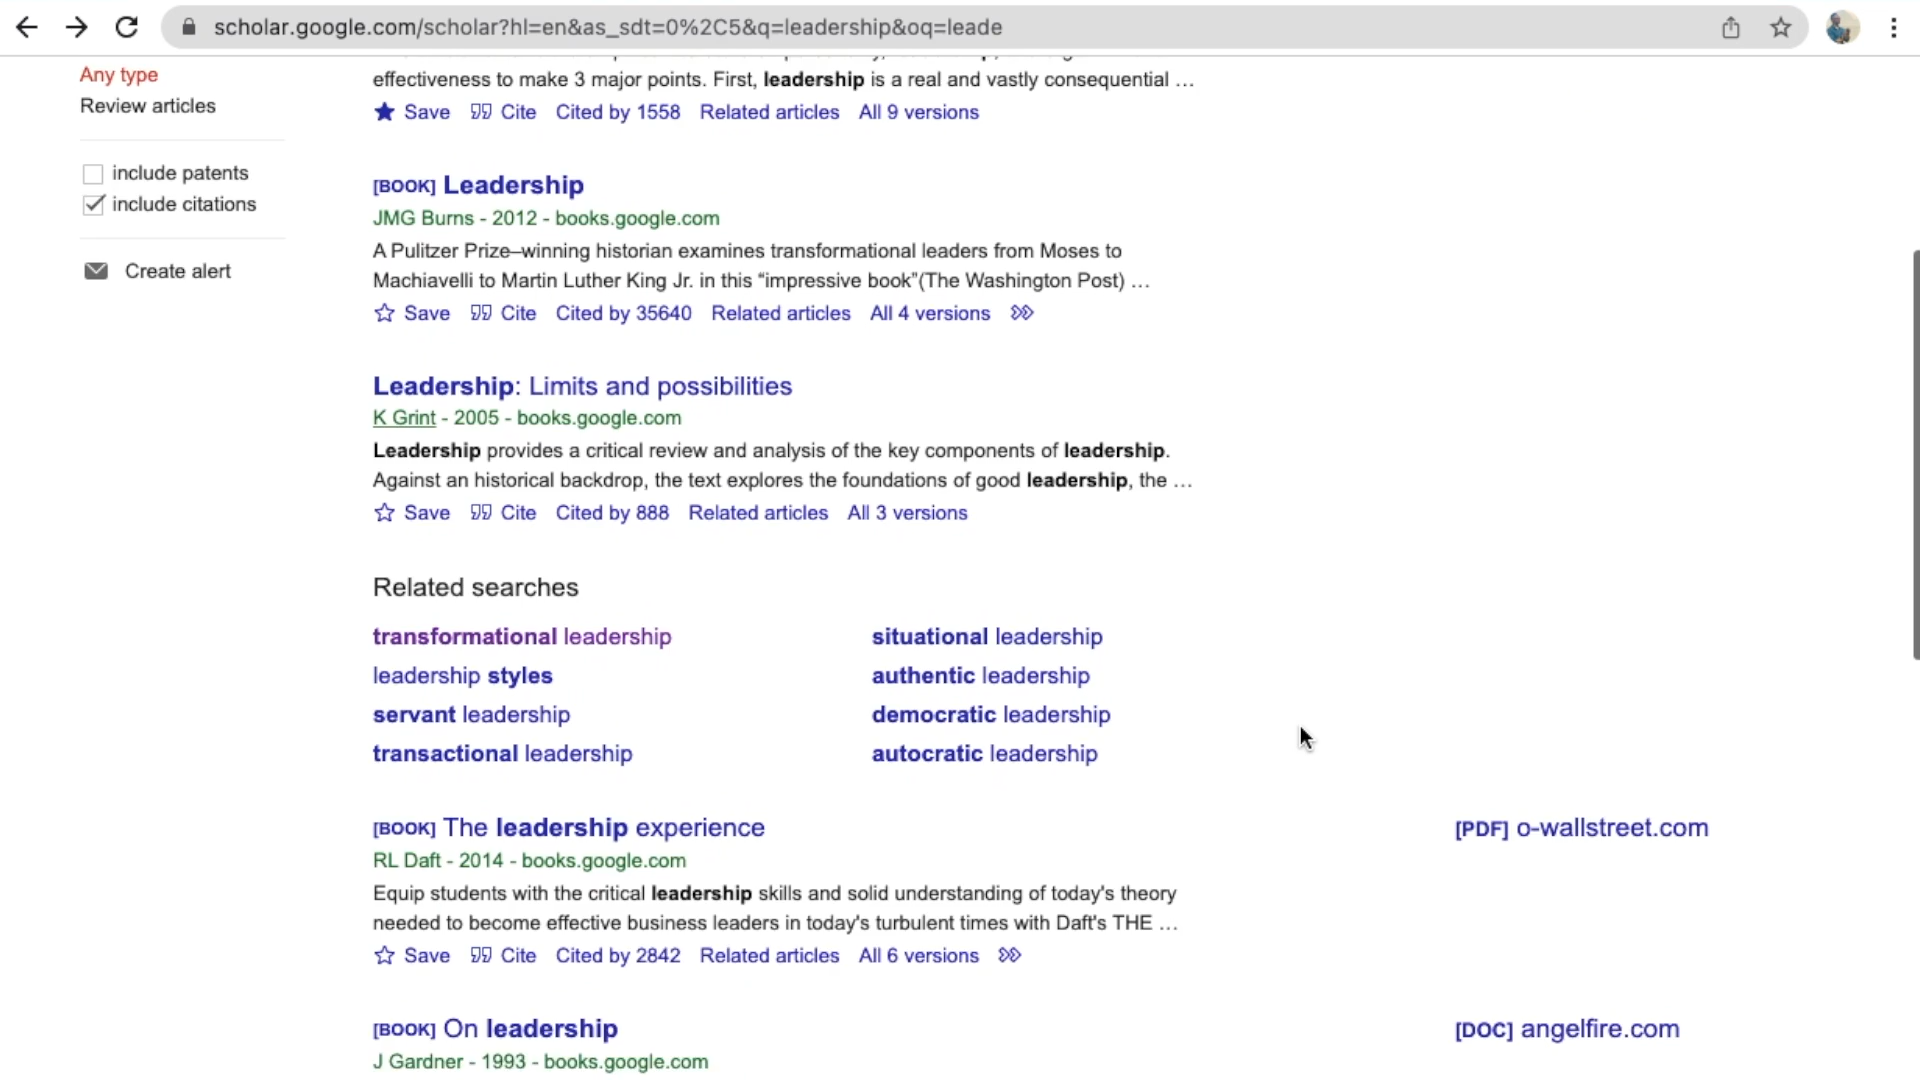 scholar.google.com/scholar?hl=en&as_sdt=0%2C5&q=leadership&oq=leade
Any type
Review articles
include patents
include citations
Create alert
effectiveness to make 3 major points. First, leadership is a real and vastly consequential …
Save Cite Cited by 1558 Related articles All 9 versions
[BOOK] Leadership
JMG Burns - 2012 - books.google.com
A Pulitzer Prize–winning historian examines transformational leaders from Moses to
Machiavelli to Martin Luther King Jr. in this “impressive book”(The Washington Post) …
Save Cite Cited by 35640 Related articles All 4 versions
Leadership: Limits and possibilities
K Grint - 2005 - books.google.com
Leadership provides a critical review and analysis of the key components of leadership.
Against an historical backdrop, the text explores the foundations of good leadership, the …
Save Cite Cited by 888 Related articles All 3 versions
Related searches
transformational leadership
leadership styles
servant leadership
transactional leadership
situational leadership
authentic leadership
democratic leadership
autocratic leadership
[BOOK] The leadership experience
RL Daft - 2014 - books.google.com
Equip students with the critical leadership skills and solid understanding of today's theory
needed to become effective business leaders in today's turbulent times with Daft's THE …
Save Cite Cited by 2842 Related articles All 6 versions
[PDF] o-wallstreet.com
[BOOK] On leadership
J Gardner - 1993 - books.google.com
[DOC] angelfire.com